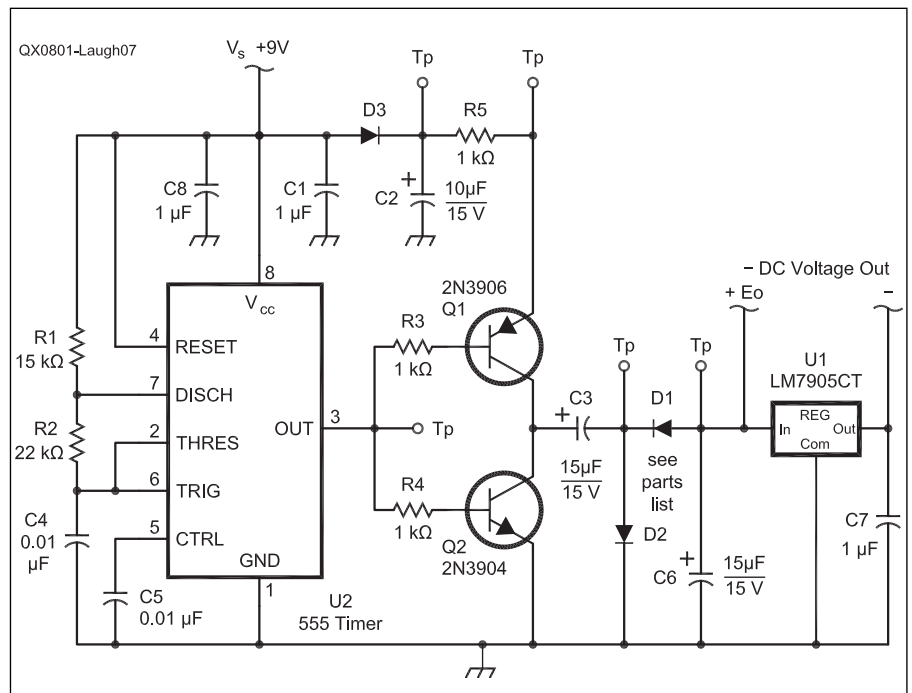 QX0801-Laugh07
Vs +9V
Tp
Tp
D3
R5
1 kΩ
C8
1 µF
C1
1 µF
+
C2
10µF
15 V
8
Vcc
2N3906
Q1
– DC Voltage Out
+ Eo
–
R1
15 kΩ
4
RESET
R3
1 kΩ
Tp
Tp
U1
LM7905CT
7
DISCH
R2
22 kΩ
2
THRES
OUT
3
Tp
+
C3
D1
REG
In
Out
Com
6
TRIG
R4
1 kΩ
15µF
15 V
see
parts
list
C4
0.01
µF
5
CTRL
D2
C7
1 µF
GND
Q2
2N3904
+
C6
15µF
15 V
1
C5
0.01 µF
U2
555 Timer